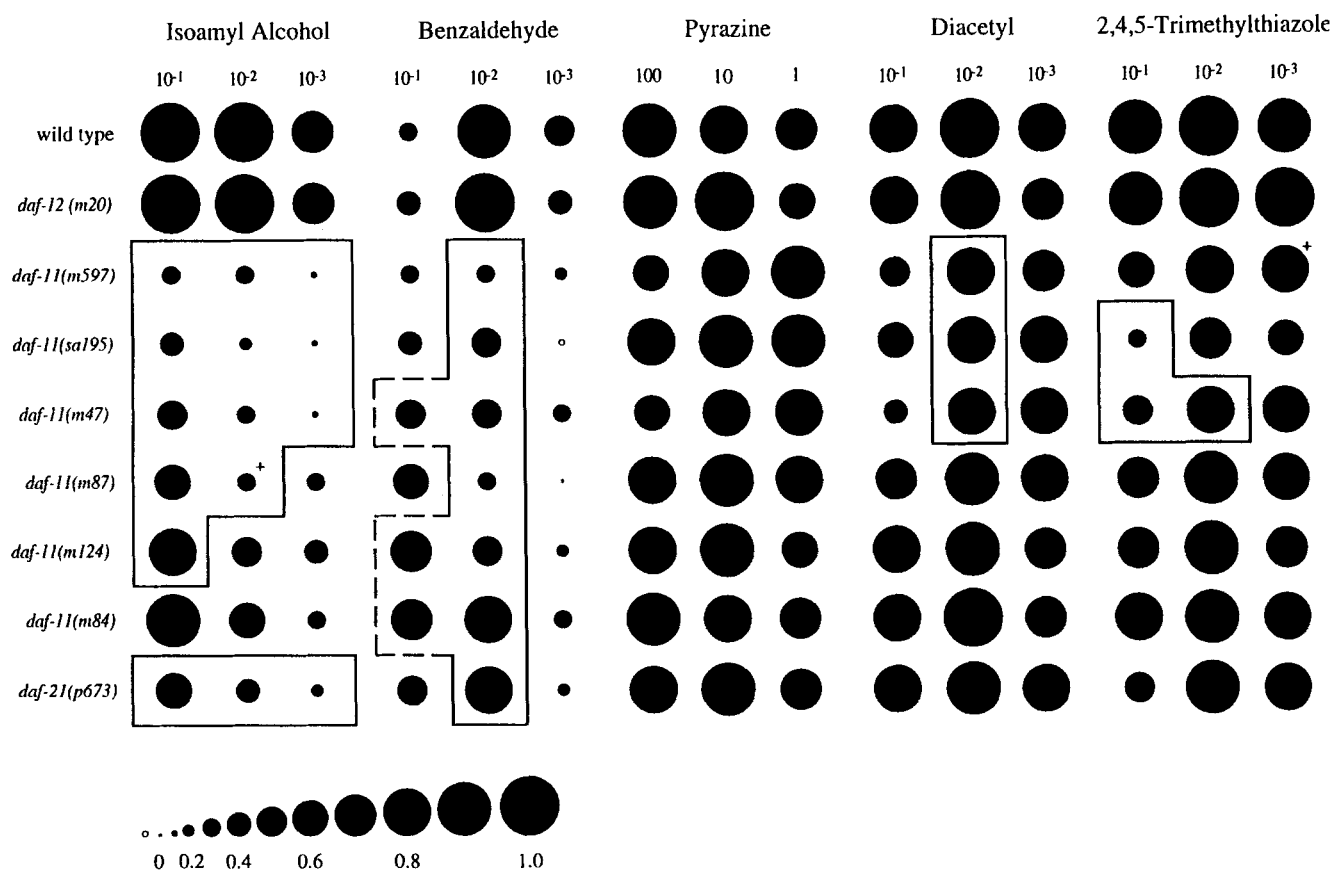 Isoamyl Alcohol Benzaldehyde Pyrazine Diacetyl 2,4,5-Trimethylthiazole
10⁻¹ 10⁻² 10⁻³ 10⁻¹ 10⁻² 10⁻³ 100 10 1 10⁻¹ 10⁻² 10⁻³ 10⁻¹ 10⁻² 10⁻³
wild type
daf-12 (m20)
daf-11(m597) +
daf-11(sa195)
daf-11(m47)
daf-11(m87) +
daf-11(m124)
daf-11(m84)
daf-21(p673)
0 0.2 0.4 0.6 0.8 1.0